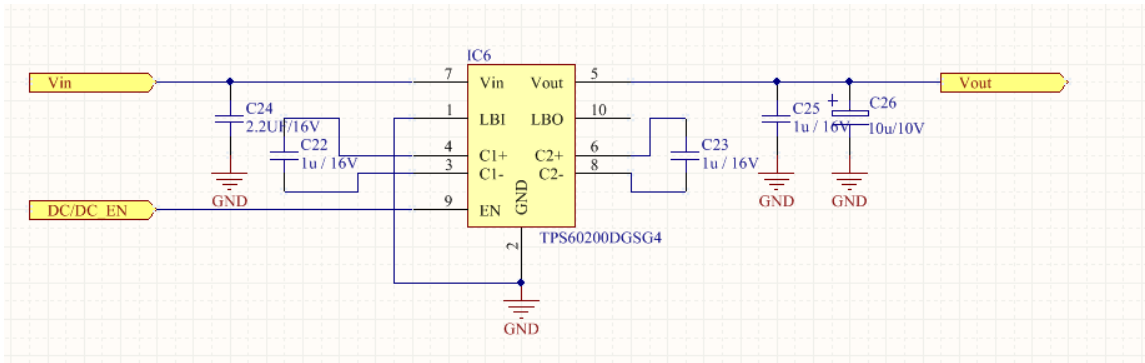 IC6
Vin
7
Vin
Vout
5
Vout
C24
2.2UF/16V
1
LBI
LBO
10
C25
1u / 16V
+
C26
10u/10V
C22
1u / 16V
4
C1+
C2+
6
C23
1u / 16V
3
C1-
C2-
8
GND
GND
GND
DC/DC_EN
9
EN
GND
TPS60200DGSG4
2
GND